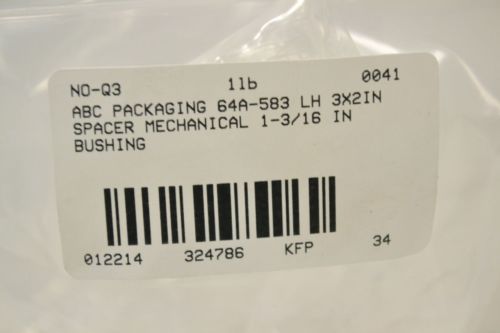 NO-Q3 1lb 0041
ABC PACKAGING 64A-583 LH 3X2IN
SPACER MECHANICAL 1-3/16 IN
BUSHING
012214 324786 KFP 34